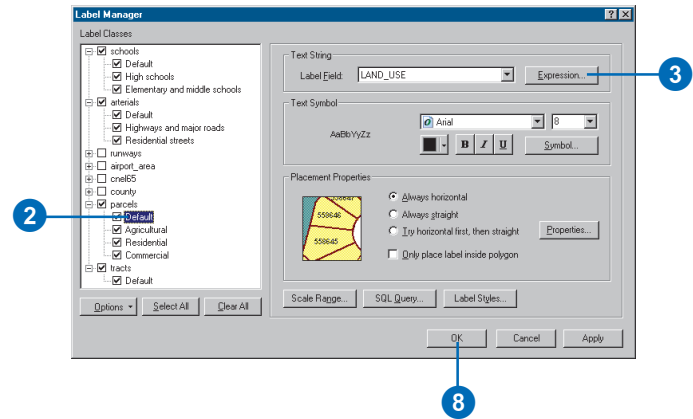 Label Manager
Label Classes
schools
Default
High schools
Elementary and middle schools
arterials
Default
Highways and major roads
Residential streets
runways
airport_area
cnel65
county
parcels
Default
Agricultural
Residential
Commercial
tracts
Default
Options
Select All
Clear All
Text String
Label Field:
LAND_USE
Expression...
Text Symbol
AaBbYyZz
Arial
8
B I U
Symbol...
Placement Properties
558647
558646
558645
Always horizontal
Always straight
Try horizontal first, then straight
Only place label inside polygon
Properties...
Scale Range...
SQL Query...
Label Styles...
OK
Cancel
Apply
2
3
8